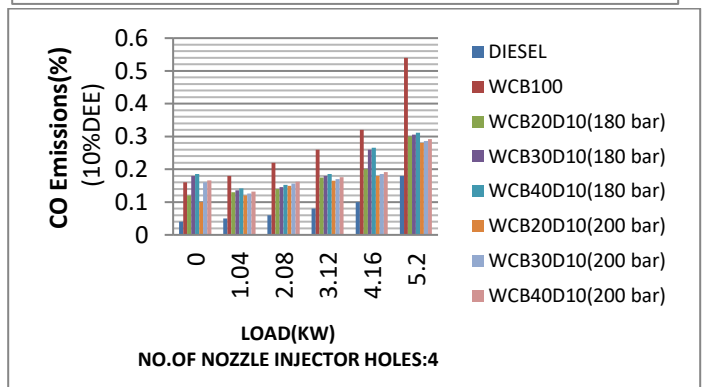 CO Emissions(%)
(10%DEE)
0.6
0.5
0.4
0.3
0.2
0.1
0
0
1.04
2.08
3.12
4.16
5.2
LOAD(KW)
NO.OF NOZZLE INJECTOR HOLES:4
DIESEL
WCB100
WCB20D10(180 bar)
WCB30D10(180 bar)
WCB40D10(180 bar)
WCB20D10(200 bar)
WCB30D10(200 bar)
WCB40D10(200 bar)